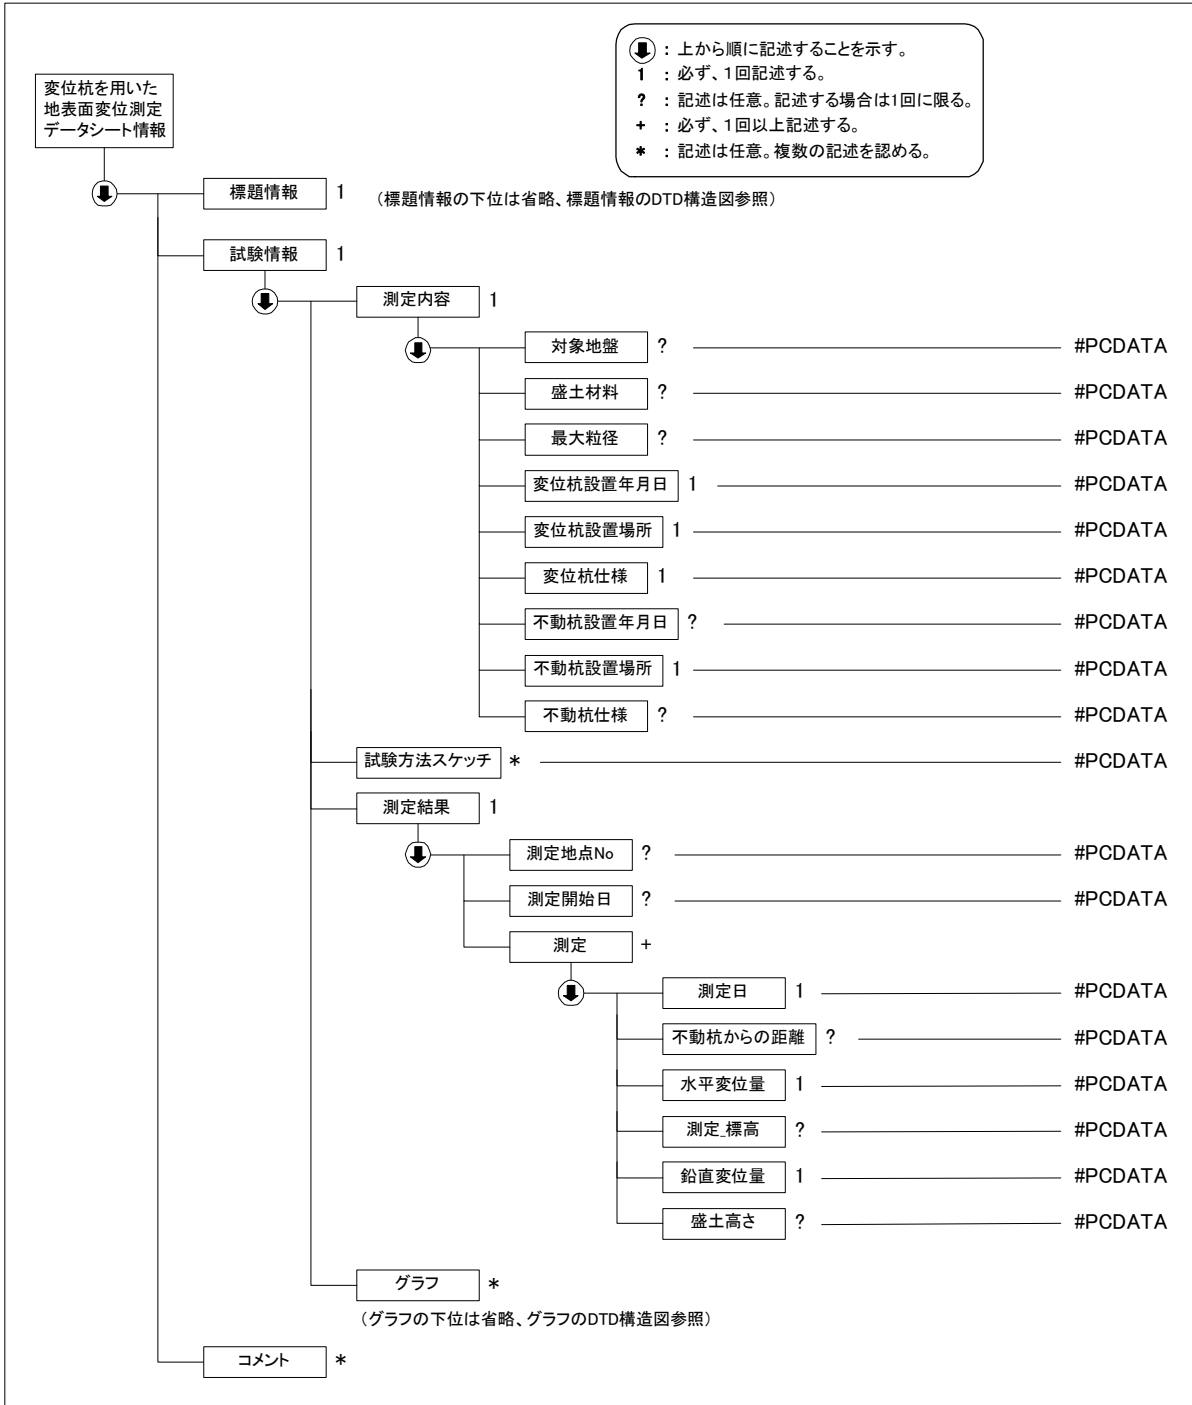 ：上から順に記述することを示す。
1 ：必ず、1回記述する。
? ：記述は任意。記述する場合は1回に限る。
+ ：必ず、1回以上記述する。
* ：記述は任意。複数の記述を認める。
変位杭を用いた
地表面変位測定
データシート情報
標題情報 1 （標題情報の下位は省略、標題情報のDTD構造図参照）
試験情報 1
測定内容 1
対象地盤 ? #PCDATA
盛土材料 ? #PCDATA
最大粒径 ? #PCDATA
変位杭設置年月日 1 #PCDATA
変位杭設置場所 1 #PCDATA
変位杭仕様 1 #PCDATA
不動杭設置年月日 ? #PCDATA
不動杭設置場所 1 #PCDATA
不動杭仕様 ? #PCDATA
試験方法スケッチ * #PCDATA
測定結果 1
測定地点No ? #PCDATA
測定開始日 ? #PCDATA
測定 +
測定日 1 #PCDATA
不動杭からの距離 ? #PCDATA
水平変位量 1 #PCDATA
測定_標高 ? #PCDATA
鉛直変位量 1 #PCDATA
盛土高さ ? #PCDATA
グラフ *
（グラフの下位は省略、グラフのDTD構造図参照）
コメント *